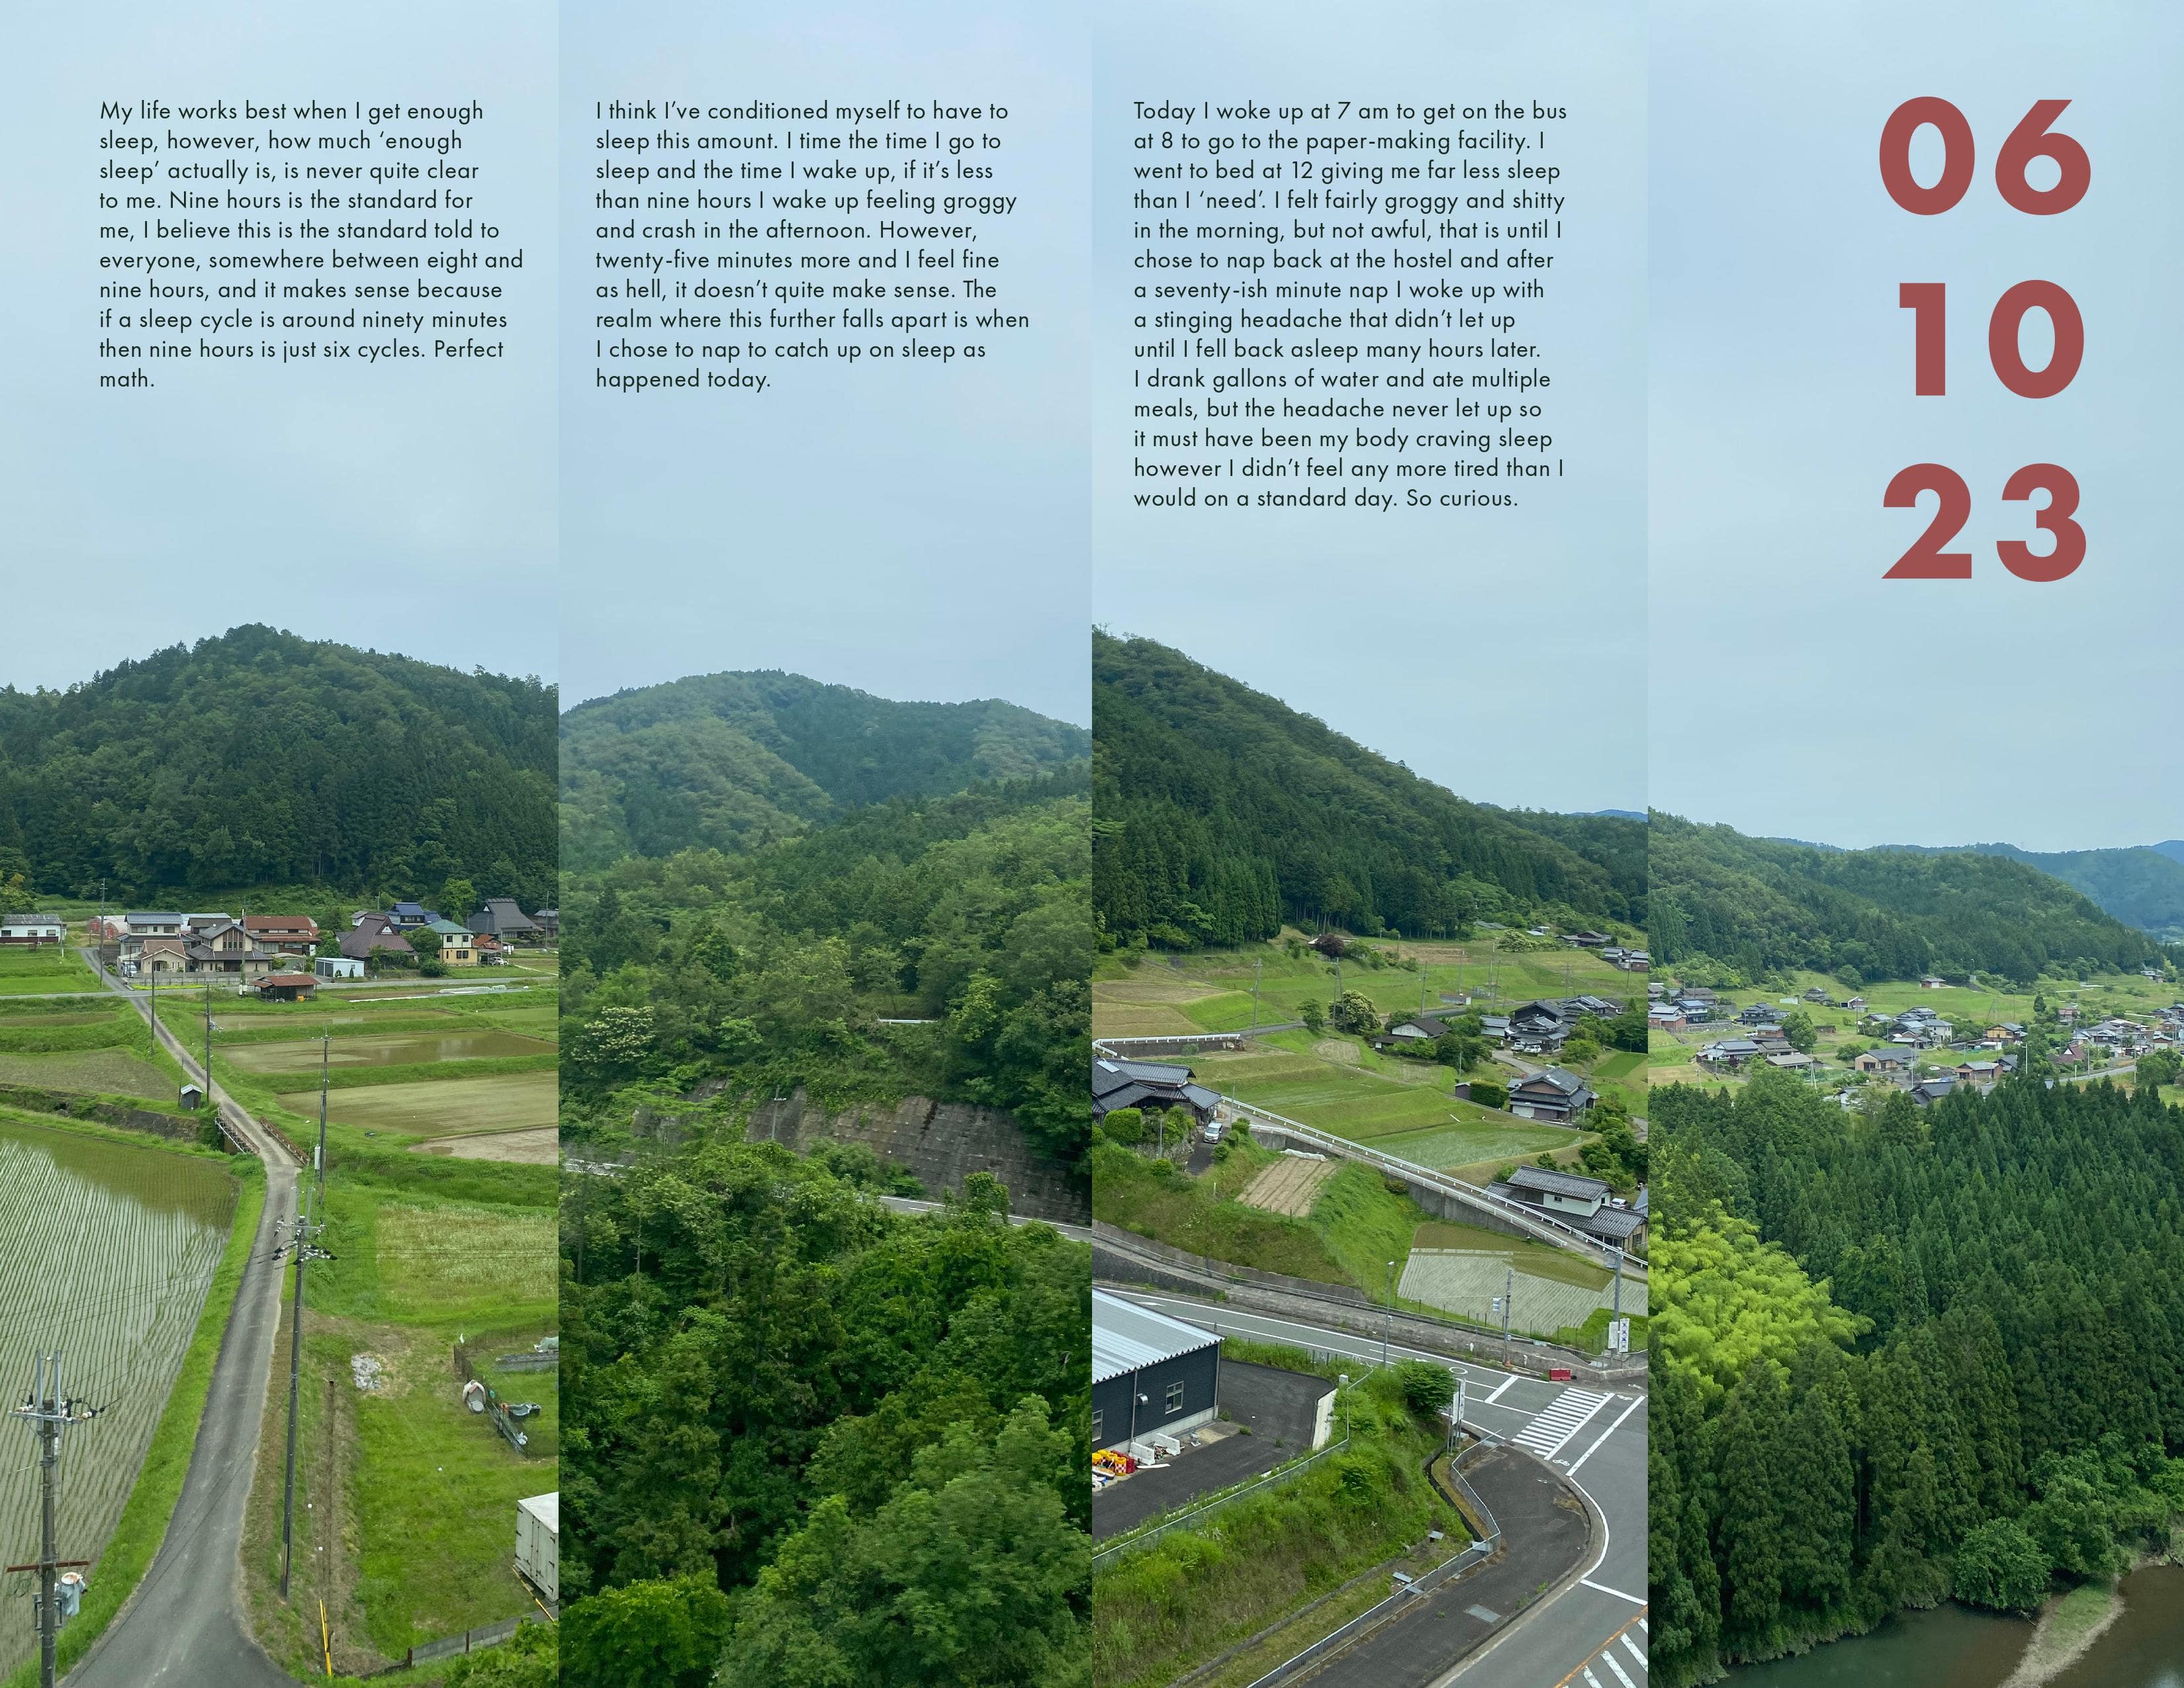 My life works best when I get enough
sleep, however, how much ‘enough
sleep’ actually is, is never quite clear
to me. Nine hours is the standard for
me, I believe this is the standard told to
everyone, somewhere between eight and
nine hours, and it makes sense because
if a sleep cycle is around ninety minutes
then nine hours is just six cycles. Perfect
math.
I think I’ve conditioned myself to have to
sleep this amount. I time the time I go to
sleep and the time I wake up, if it’s less
than nine hours I wake up feeling groggy
and crash in the afternoon. However,
twenty-five minutes more and I feel fine
as hell, it doesn’t quite make sense. The
realm where this further falls apart is when
I chose to nap to catch up on sleep as
happened today.
Today I woke up at 7 am to get on the bus
at 8 to go to the paper-making facility. I
went to bed at 12 giving me far less sleep
than I ‘need’. I felt fairly groggy and shitty
in the morning, but not awful, that is until I
chose to nap back at the hostel and after
a seventy-ish minute nap I woke up with
a stinging headache that didn’t let up
until I fell back asleep many hours later.
I drank gallons of water and ate multiple
meals, but the headache never let up so
it must have been my body craving sleep
however I didn’t feel any more tired than I
would on a standard day. So curious.
06
10
23